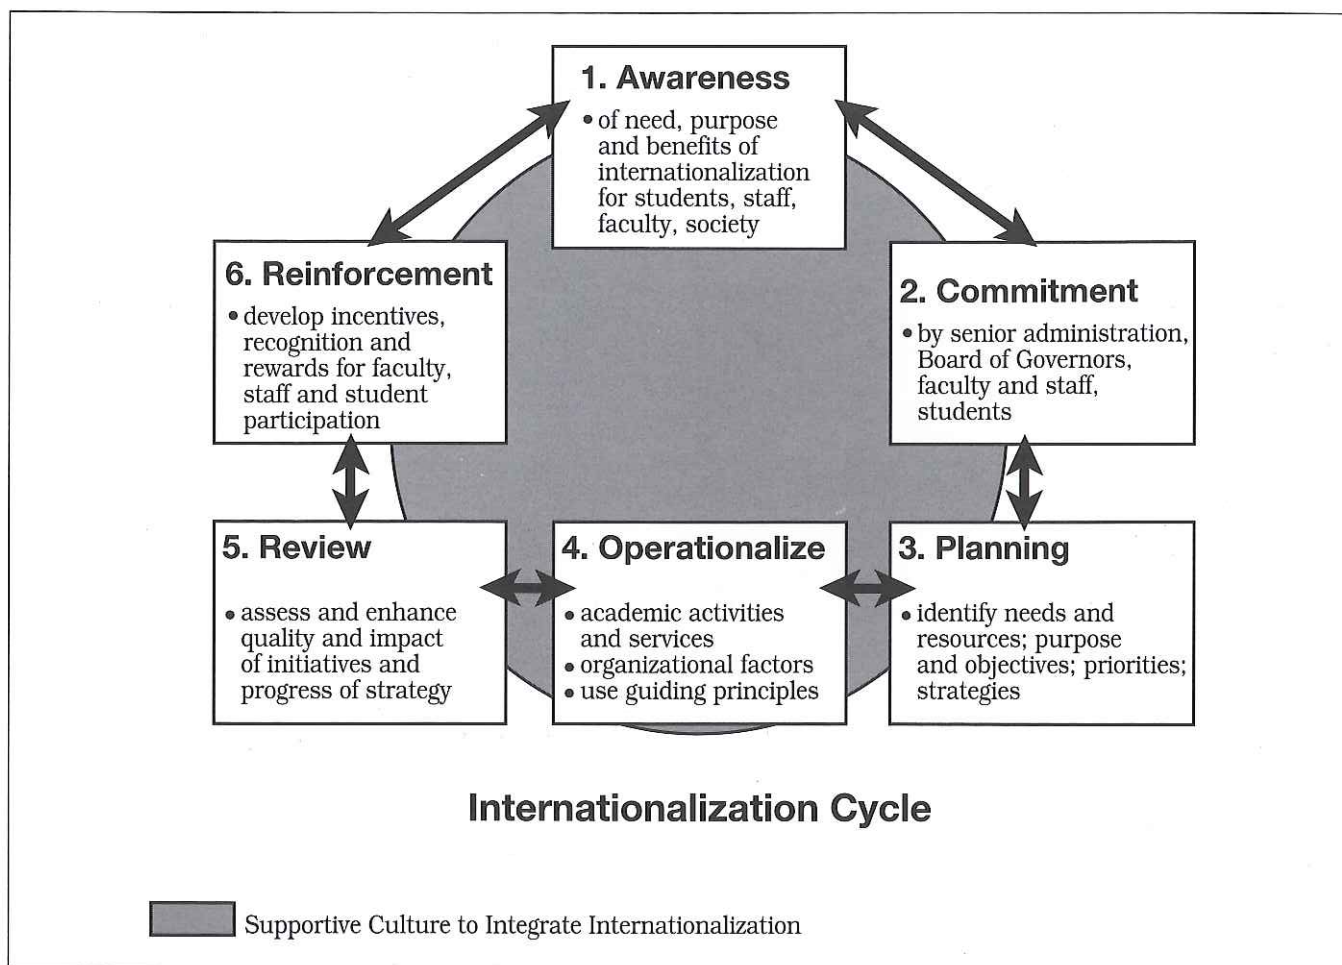 1. Awareness
• of need, purpose
and benefits of
internationalization
for students, staff,
faculty, society
2. Commitment
• by senior administration,
Board of Governors,
faculty and staff,
students
3. Planning
• identify needs and
resources; purpose
and objectives; priorities;
strategies
4. Operationalize
• academic activities
and services
• organizational factors
• use guiding principles
5. Review
• assess and enhance
quality and impact
of initiatives and
progress of strategy
6. Reinforcement
• develop incentives,
recognition and
rewards for faculty,
staff and student
participation
Internationalization Cycle
Supportive Culture to Integrate Internationalization